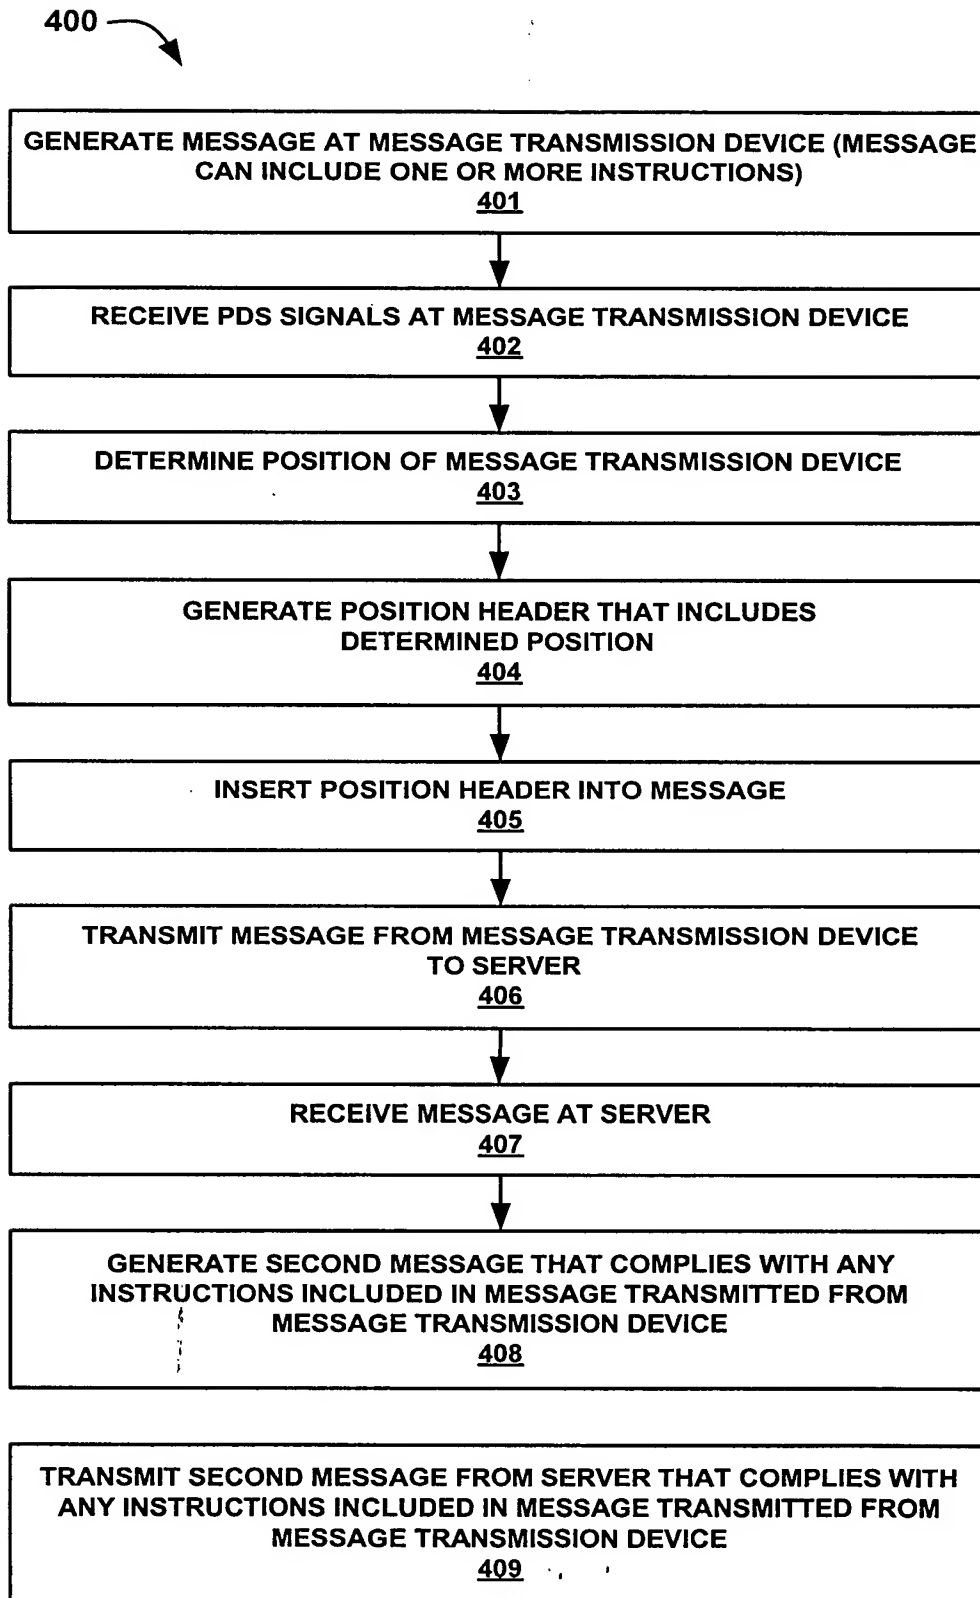 400
GENERATE MESSAGE AT MESSAGE TRANSMISSION DEVICE (MESSAGE
CAN INCLUDE ONE OR MORE INSTRUCTIONS)
401
RECEIVE PDS SIGNALS AT MESSAGE TRANSMISSION DEVICE
402
DETERMINE POSITION OF MESSAGE TRANSMISSION DEVICE
403
GENERATE POSITION HEADER THAT INCLUDES
DETERMINED POSITION
404
INSERT POSITION HEADER INTO MESSAGE
405
TRANSMIT MESSAGE FROM MESSAGE TRANSMISSION DEVICE
TO SERVER
406
RECEIVE MESSAGE AT SERVER
407
GENERATE SECOND MESSAGE THAT COMPLIES WITH ANY
INSTRUCTIONS INCLUDED IN MESSAGE TRANSMITTED FROM
MESSAGE TRANSMISSION DEVICE
408
TRANSMIT SECOND MESSAGE FROM SERVER THAT COMPLIES WITH
ANY INSTRUCTIONS INCLUDED IN MESSAGE TRANSMITTED FROM
MESSAGE TRANSMISSION DEVICE
409